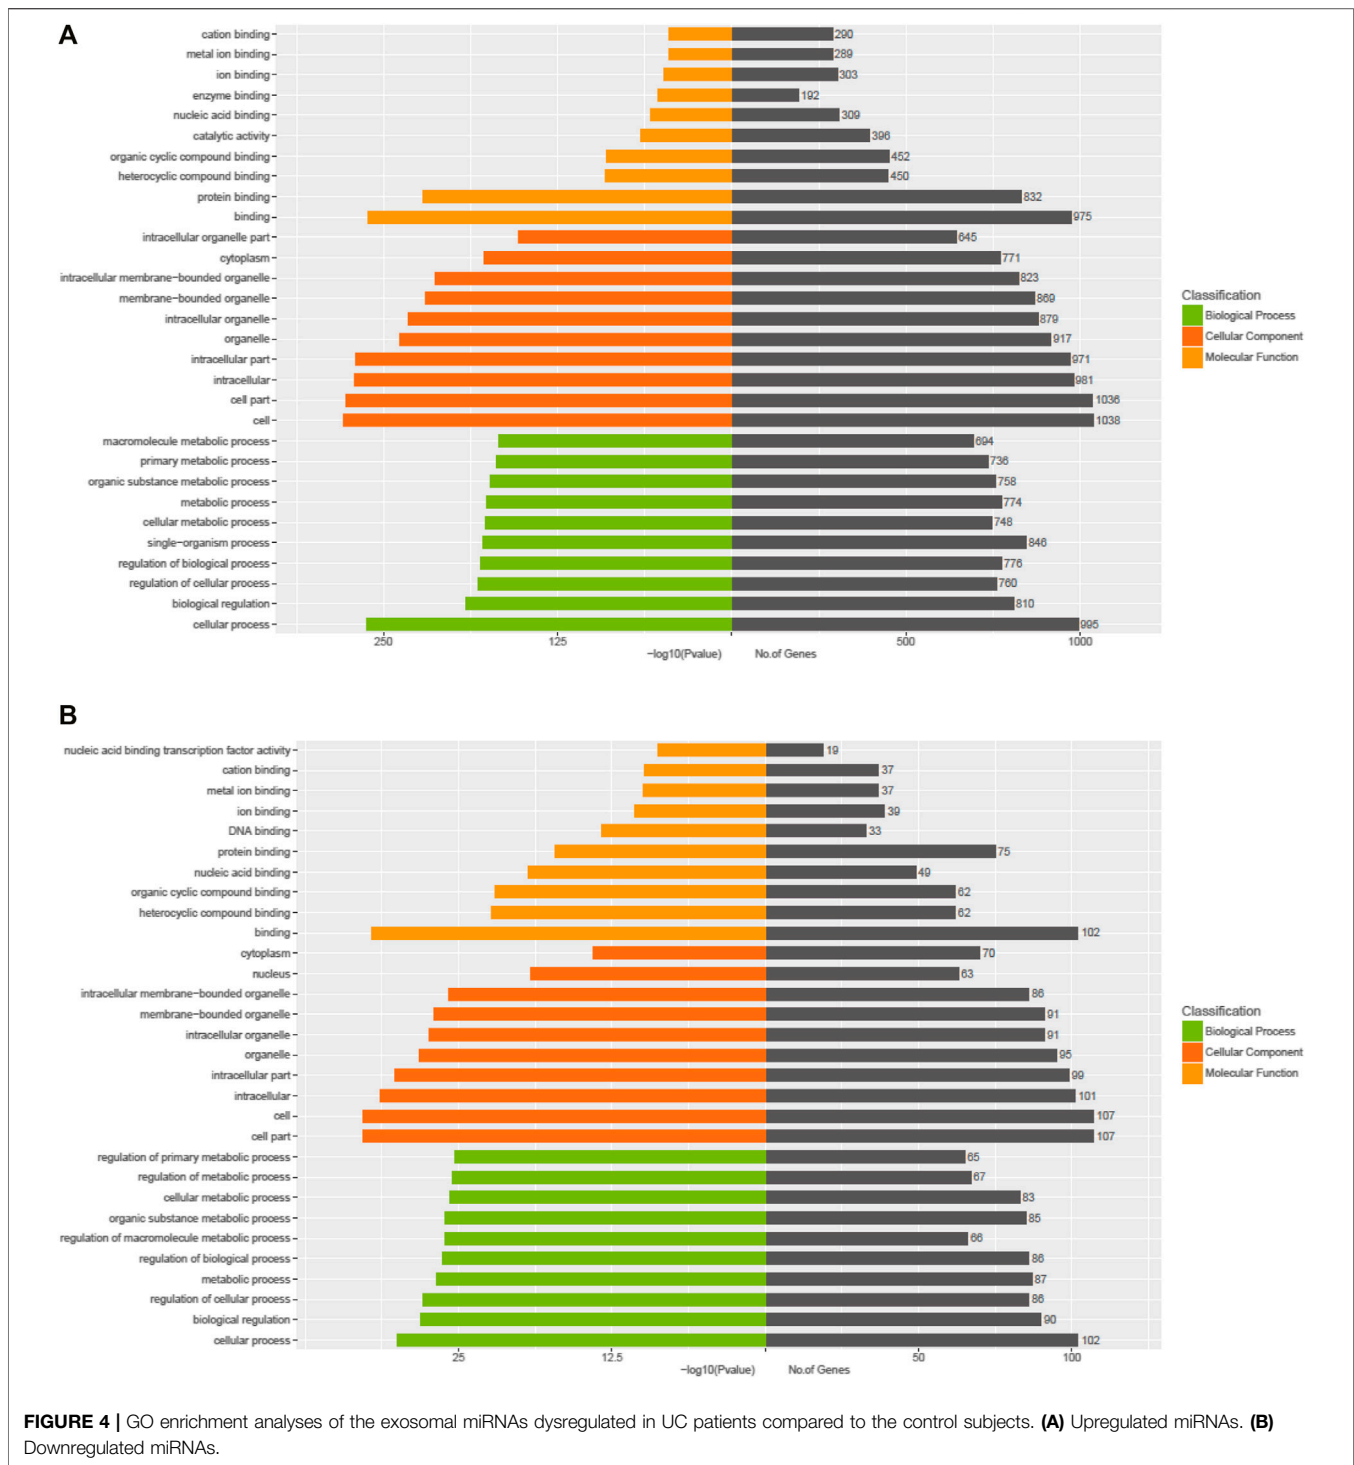 A
cation binding 290
metal ion binding 289
ion binding 303
enzyme binding 192
nucleic acid binding 309
catalytic activity 396
organic cyclic compound binding 452
heterocyclic compound binding 450
protein binding 832
binding 975
intracellular organelle part 645
cytoplasm 771
intracellular membrane−bounded organelle 823
membrane−bounded organelle 869
intracellular organelle 879
organelle 917
intracellular part 971
intracellular 981
cell part 1036
cell 1038
macromolecule metabolic process 694
primary metabolic process 736
organic substance metabolic process 758
metabolic process 774
cellular metabolic process 748
single−organism process 846
regulation of biological process 776
regulation of cellular process 760
biological regulation 810
cellular process 995
250 125 500 1000
−log10(Pvalue) No.of Genes
Classification
Biological Process
Cellular Component
Molecular Function
B
nucleic acid binding transcription factor activity 19
cation binding 37
metal ion binding 37
ion binding 39
DNA binding 33
protein binding 75
nucleic acid binding 49
organic cyclic compound binding 62
heterocyclic compound binding 62
binding 102
cytoplasm 70
nucleus 63
intracellular membrane−bounded organelle 86
membrane−bounded organelle 91
intracellular organelle 91
organelle 95
intracellular part 99
intracellular 101
cell 107
cell part 107
regulation of primary metabolic process 65
regulation of metabolic process 67
cellular metabolic process 83
organic substance metabolic process 85
regulation of macromolecule metabolic process 66
regulation of biological process 86
metabolic process 87
regulation of cellular process 86
biological regulation 90
cellular process 102
25 12.5 50 100
−log10(Pvalue) No.of Genes
Classification
Biological Process
Cellular Component
Molecular Function
FIGURE 4 | GO enrichment analyses of the exosomal miRNAs dysregulated in UC patients compared to the control subjects. (A) Upregulated miRNAs. (B)
Downregulated miRNAs.